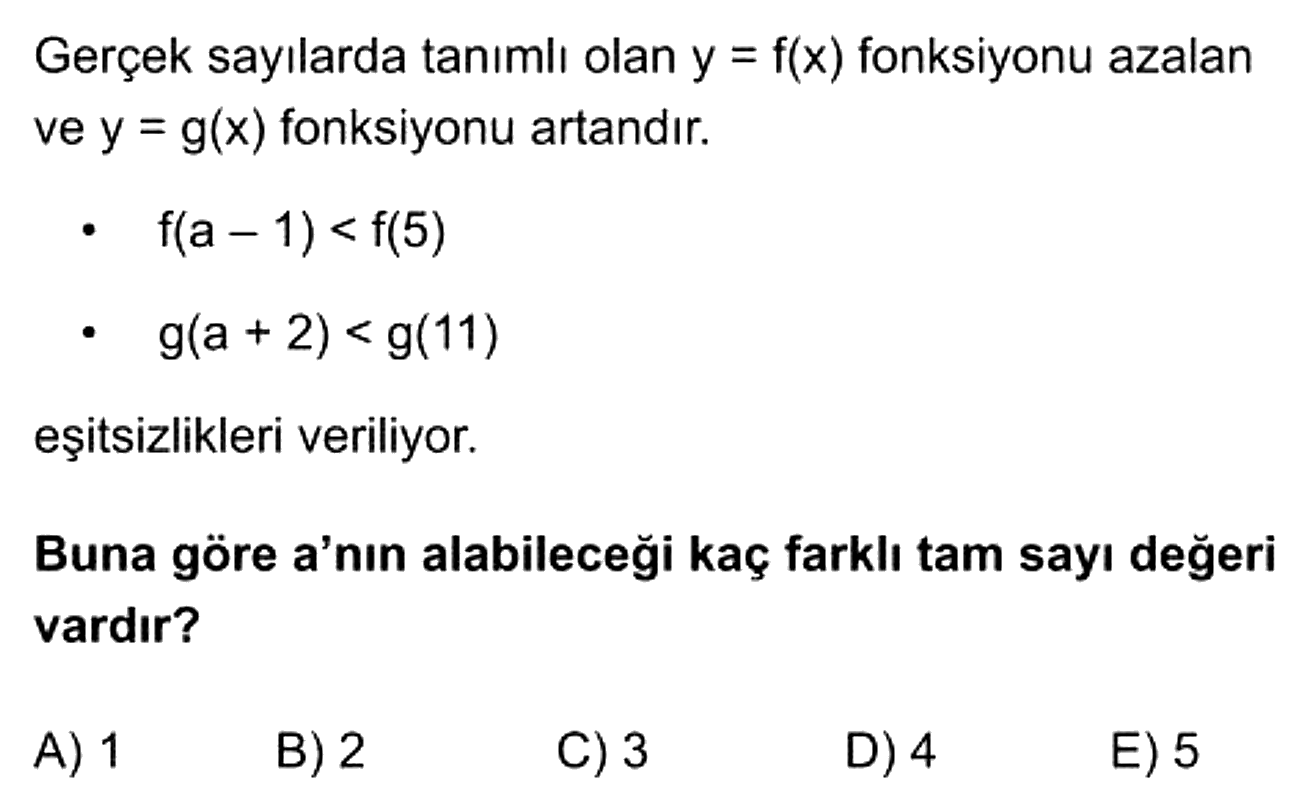 Gerçek sayılarda tanımlı olan y = f(x) fonksiyonu azalan
ve y = g(x) fonksiyonu artandır.
• f(a – 1) < f(5)
• g(a + 2) < g(11)
eşitsizlikleri veriliyor.
Buna göre a’nın alabileceği kaç farklı tam sayı değeri
vardır?
A) 1 B) 2 C) 3 D) 4 E) 5